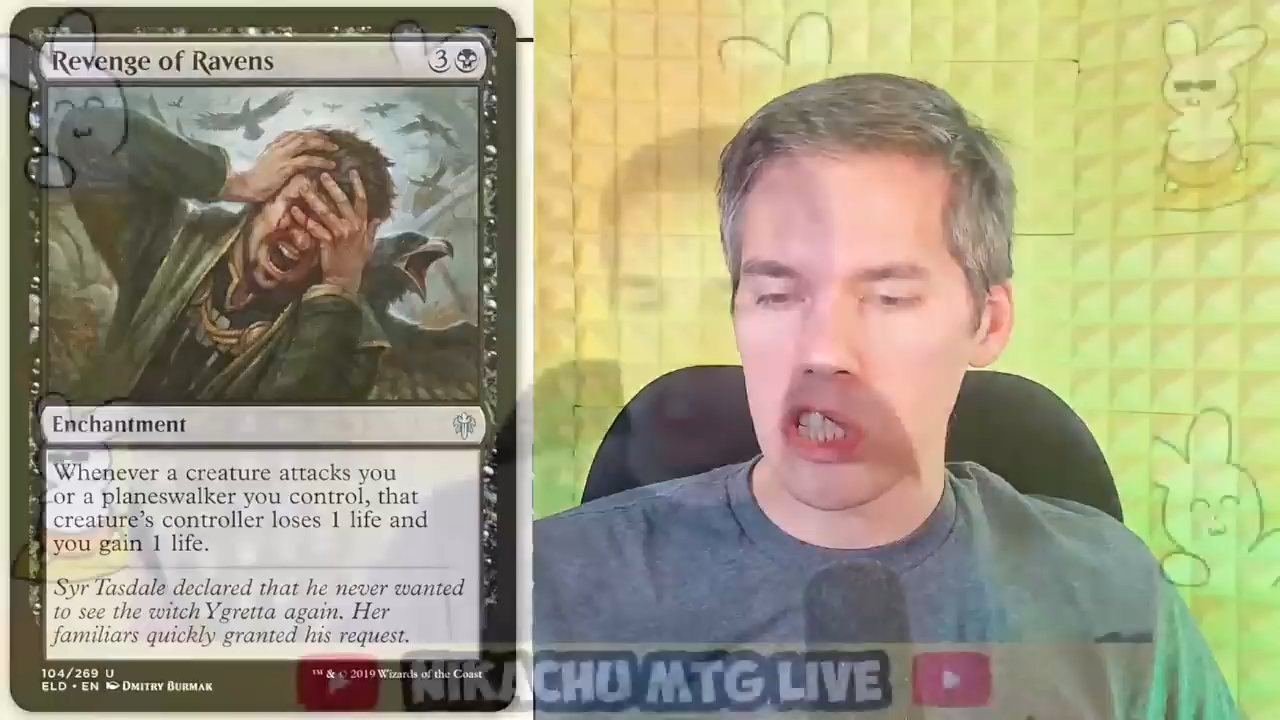 Revenge of Ravens
3
Enchantment
Whenever a creature attacks you
or a planeswalker you control, that
creature's controller loses 1 life and
you gain 1 life.
Syr Tasdale declared that he never wanted
to see the witch Ygretta again. Her
familiars quickly granted his request.
104/269 U
ELD • EN DMITRY BURMAK
™ & © 2019 Wizards of the Coast
NIKACHU MTG LIVE